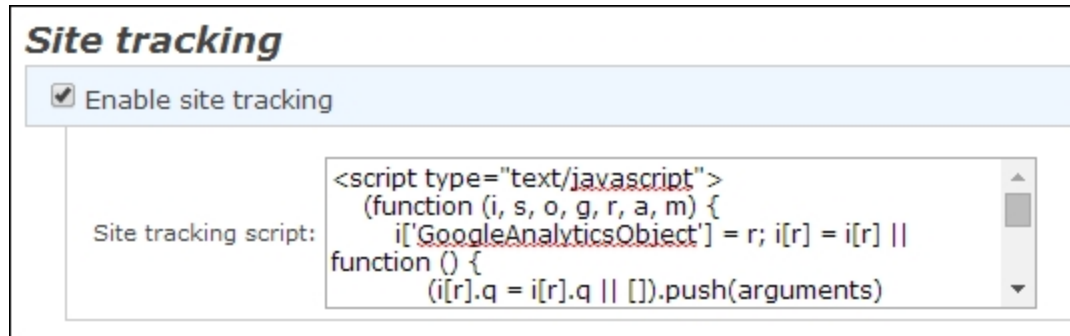 Site tracking
Enable site tracking
Site tracking script:
<script type="text/javascript">
(function (i, s, o, g, r, a, m) {
i['GoogleAnalyticsObject'] = r; i[r] = i[r] ||
function () {
(i[r].q = i[r].q || []).push(arguments)